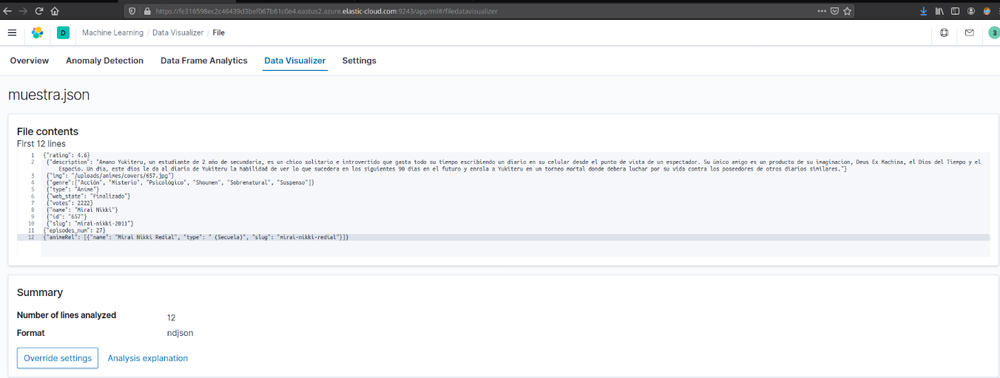 https://fe316598ec2c46439d3bef067b61c0e4.eastus2.azure.elastic-cloud.com:9243/app/ml#/filedatavisualizer
D
Machine Learning / Data Visualizer / File
3
Overview Anomaly Detection Data Frame Analytics Data Visualizer Settings
muestra.json
File contents
First 12 lines
1 {"rating": 4.6}
2 {"description": "Amano Yukiteru, un estudiante de 2 año de secundaria, es un chico solitario e introvertido que gasta todo su tiempo escribiendo un diario en su celular desde el punto de vista de un espectador. Su único amigo es un producto de su imaginacion, Deus Ex Machina, el Dios del Tiempo y el
Espacio. Un día, este dios le da al diario de Yukiteru la habilidad de ver lo que sucedera en los siguientes 90 dias en el futuro y enrola a Yukiteru en un torneo mortal donde debera luchar por su vida contra los poseedores de otros diarios similares."}
3 {"img": "/uploads/animes/covers/657.jpg"}
4 {"genre":["Acción", "Misterio", "Psicológico", "Shounen", "Sobrenatural", "Suspenso"]}
5 {"type": "Anime"}
6 {"web_state": "Finalizado"}
7 {"votes": 2222}
8 {"name": "Mirai Nikki"}
9 {"id": "657"}
10 {"slug": "mirai-nikki-2011"}
11 {"episodes_num": 27}
12 {"animeRel": [{"name": "Mirai Nikki Redial", "type": " (Secuela)", "slug": "mirai-nikki-redial"}]}
Summary
Number of lines analyzed 12
Format ndjson
Override settings Analysis explanation